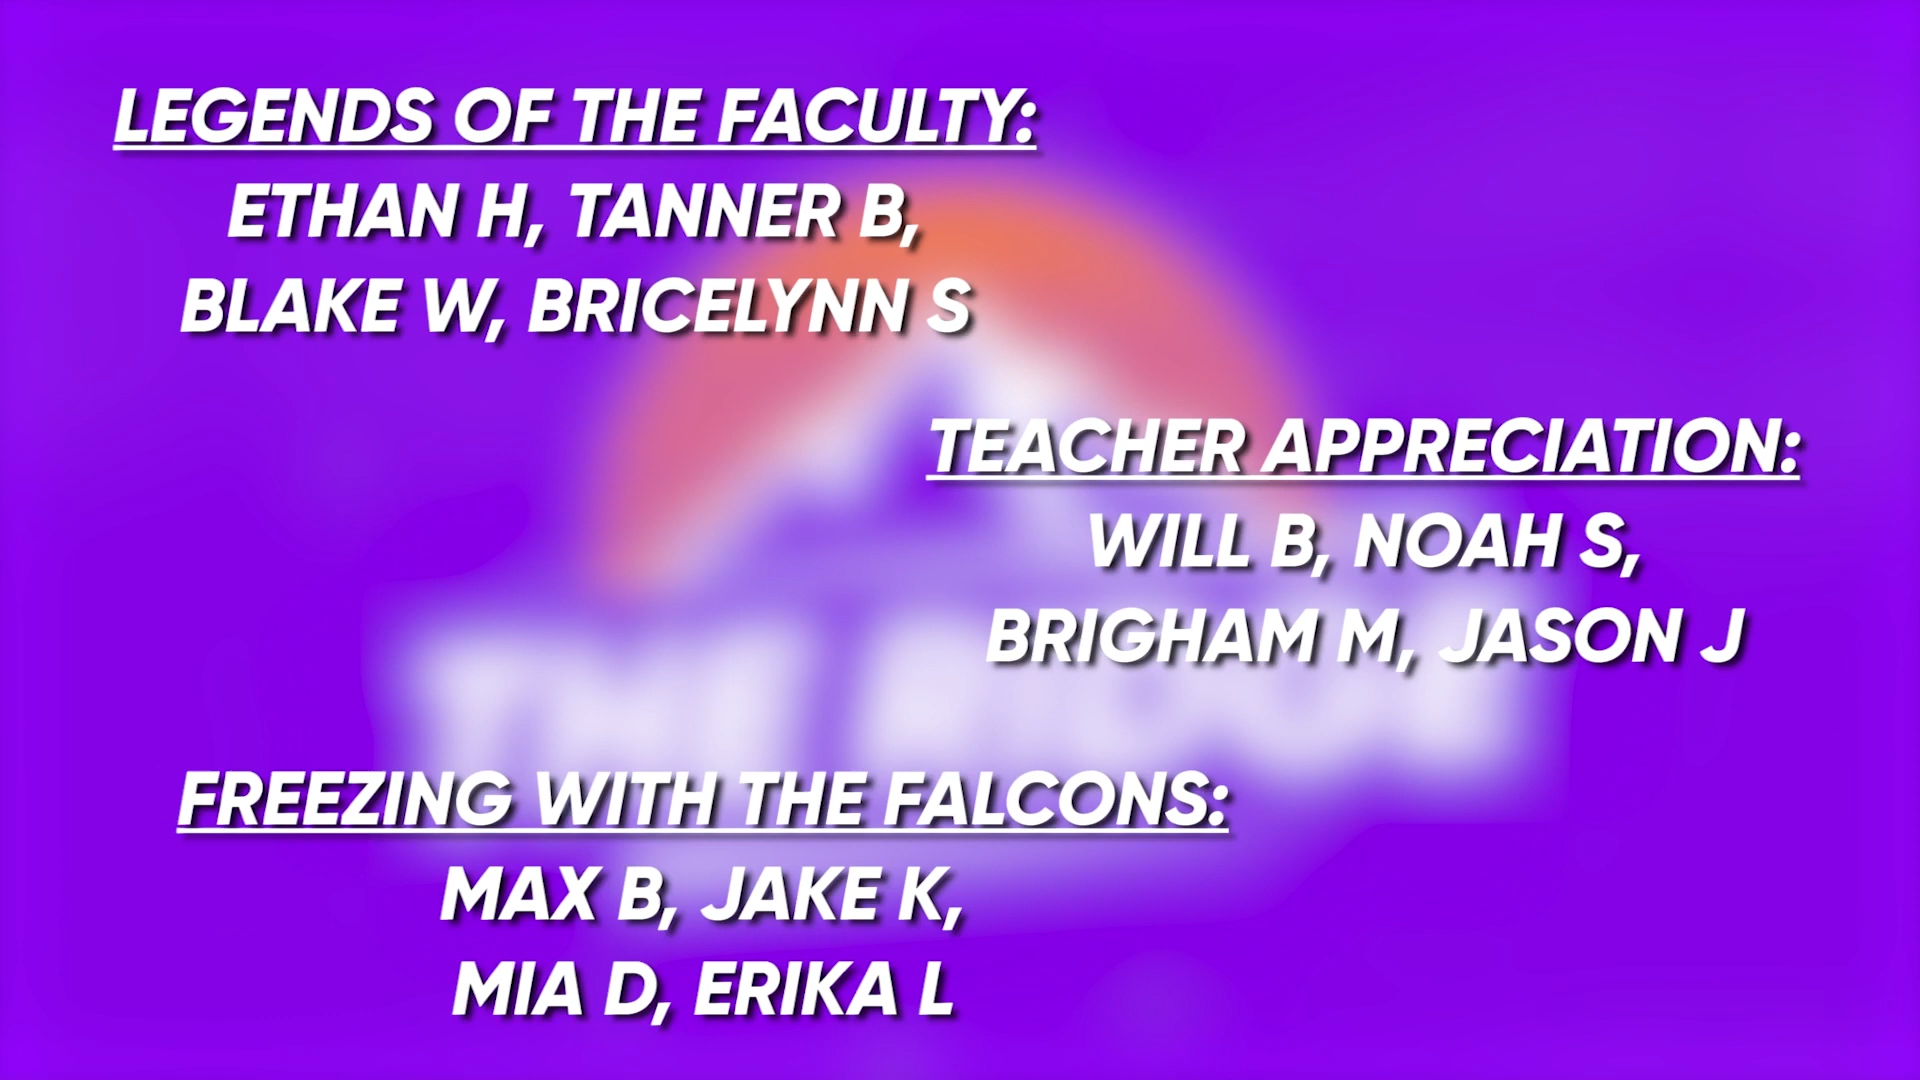 LEGENDS OF THE FACULTY:
ETHAN H, TANNER B,
BLAKE W, BRICELYNN S
TEACHER APPRECIATION:
WILL B, NOAH S,
BRIGHAM M, JASON J
FREEZING WITH THE FALCONS:
MAX B, JAKE K,
MIA D, ERIKA L